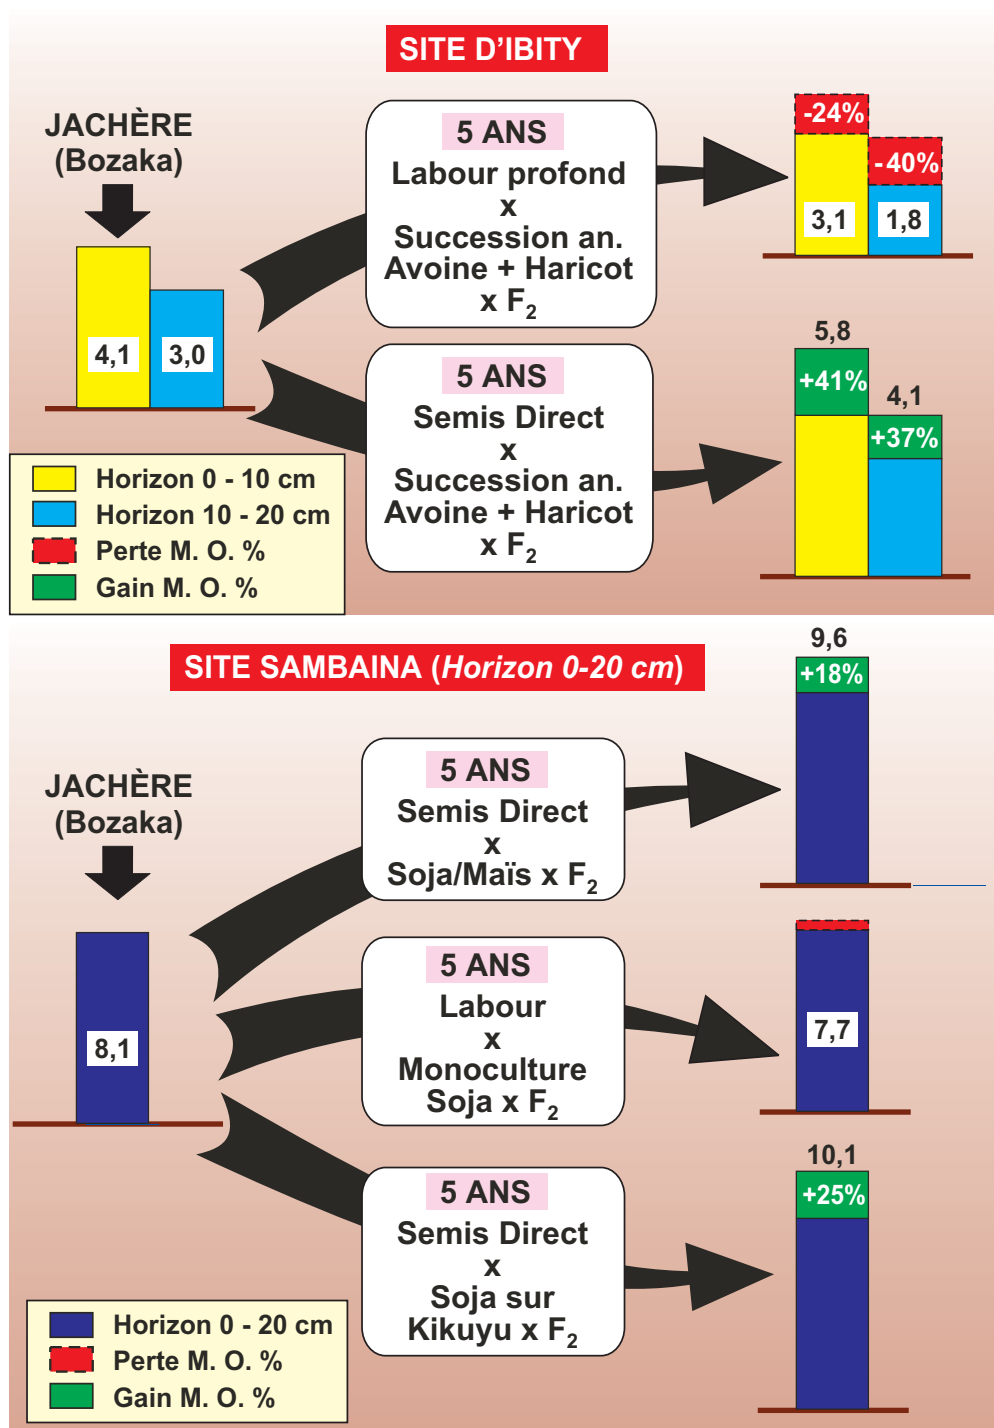 SITE D'IBITY
JACHÈRE
(Bozaka)
4,1
3,0
5 ANS
Labour profond
x
Succession an.
Avoine + Haricot
x F2
-24%
- 40%
3,1
1,8
5 ANS
Semis Direct
x
Succession an.
Avoine + Haricot
x F2
5,8
+41%
4,1
+37%
Horizon 0 - 10 cm
Horizon 10 - 20 cm
Perte M. O. %
Gain M. O. %
SITE SAMBAINA (Horizon 0-20 cm)
JACHÈRE
(Bozaka)
8,1
5 ANS
Semis Direct
x
Soja/Maïs x F2
9,6
+18%
5 ANS
Labour
x
Monoculture
Soja x F2
7,7
5 ANS
Semis Direct
x
Soja sur
Kikuyu x F2
10,1
+25%
Horizon 0 - 20 cm
Perte M. O. %
Gain M. O. %